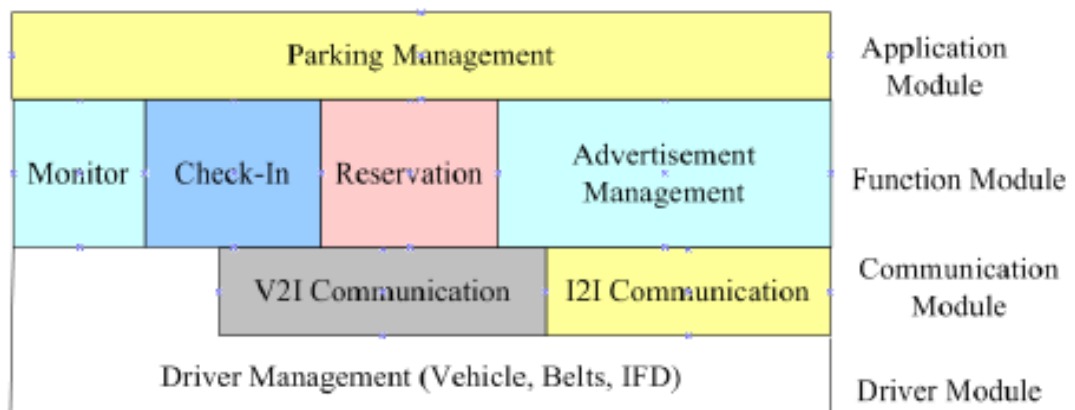 Parking Management
Application
Module
Monitor
Check-In
Reservation
Advertisement
Management
Function Module
V2I Communication
I2I Communication
Communication
Module
Driver Management (Vehicle, Belts, IFD)
Driver Module